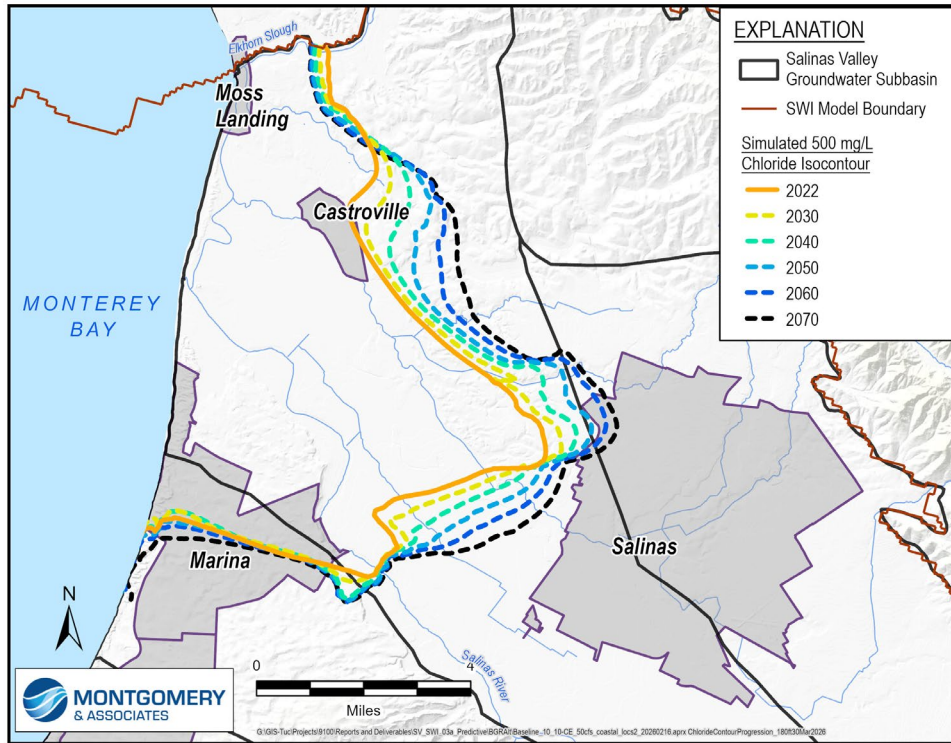 Elkhorn Slough
Moss
Landing
Castroville
MONTEREY
BAY
Marina
Salinas
Salinas River
N
0
4
Miles
MONTGOMERY
& ASSOCIATES
EXPLANATION
Salinas Valley
Groundwater Subbasin
SWI Model Boundary
Simulated 500 mg/L
Chloride Isocontour
2022
2030
2040
2050
2060
2070